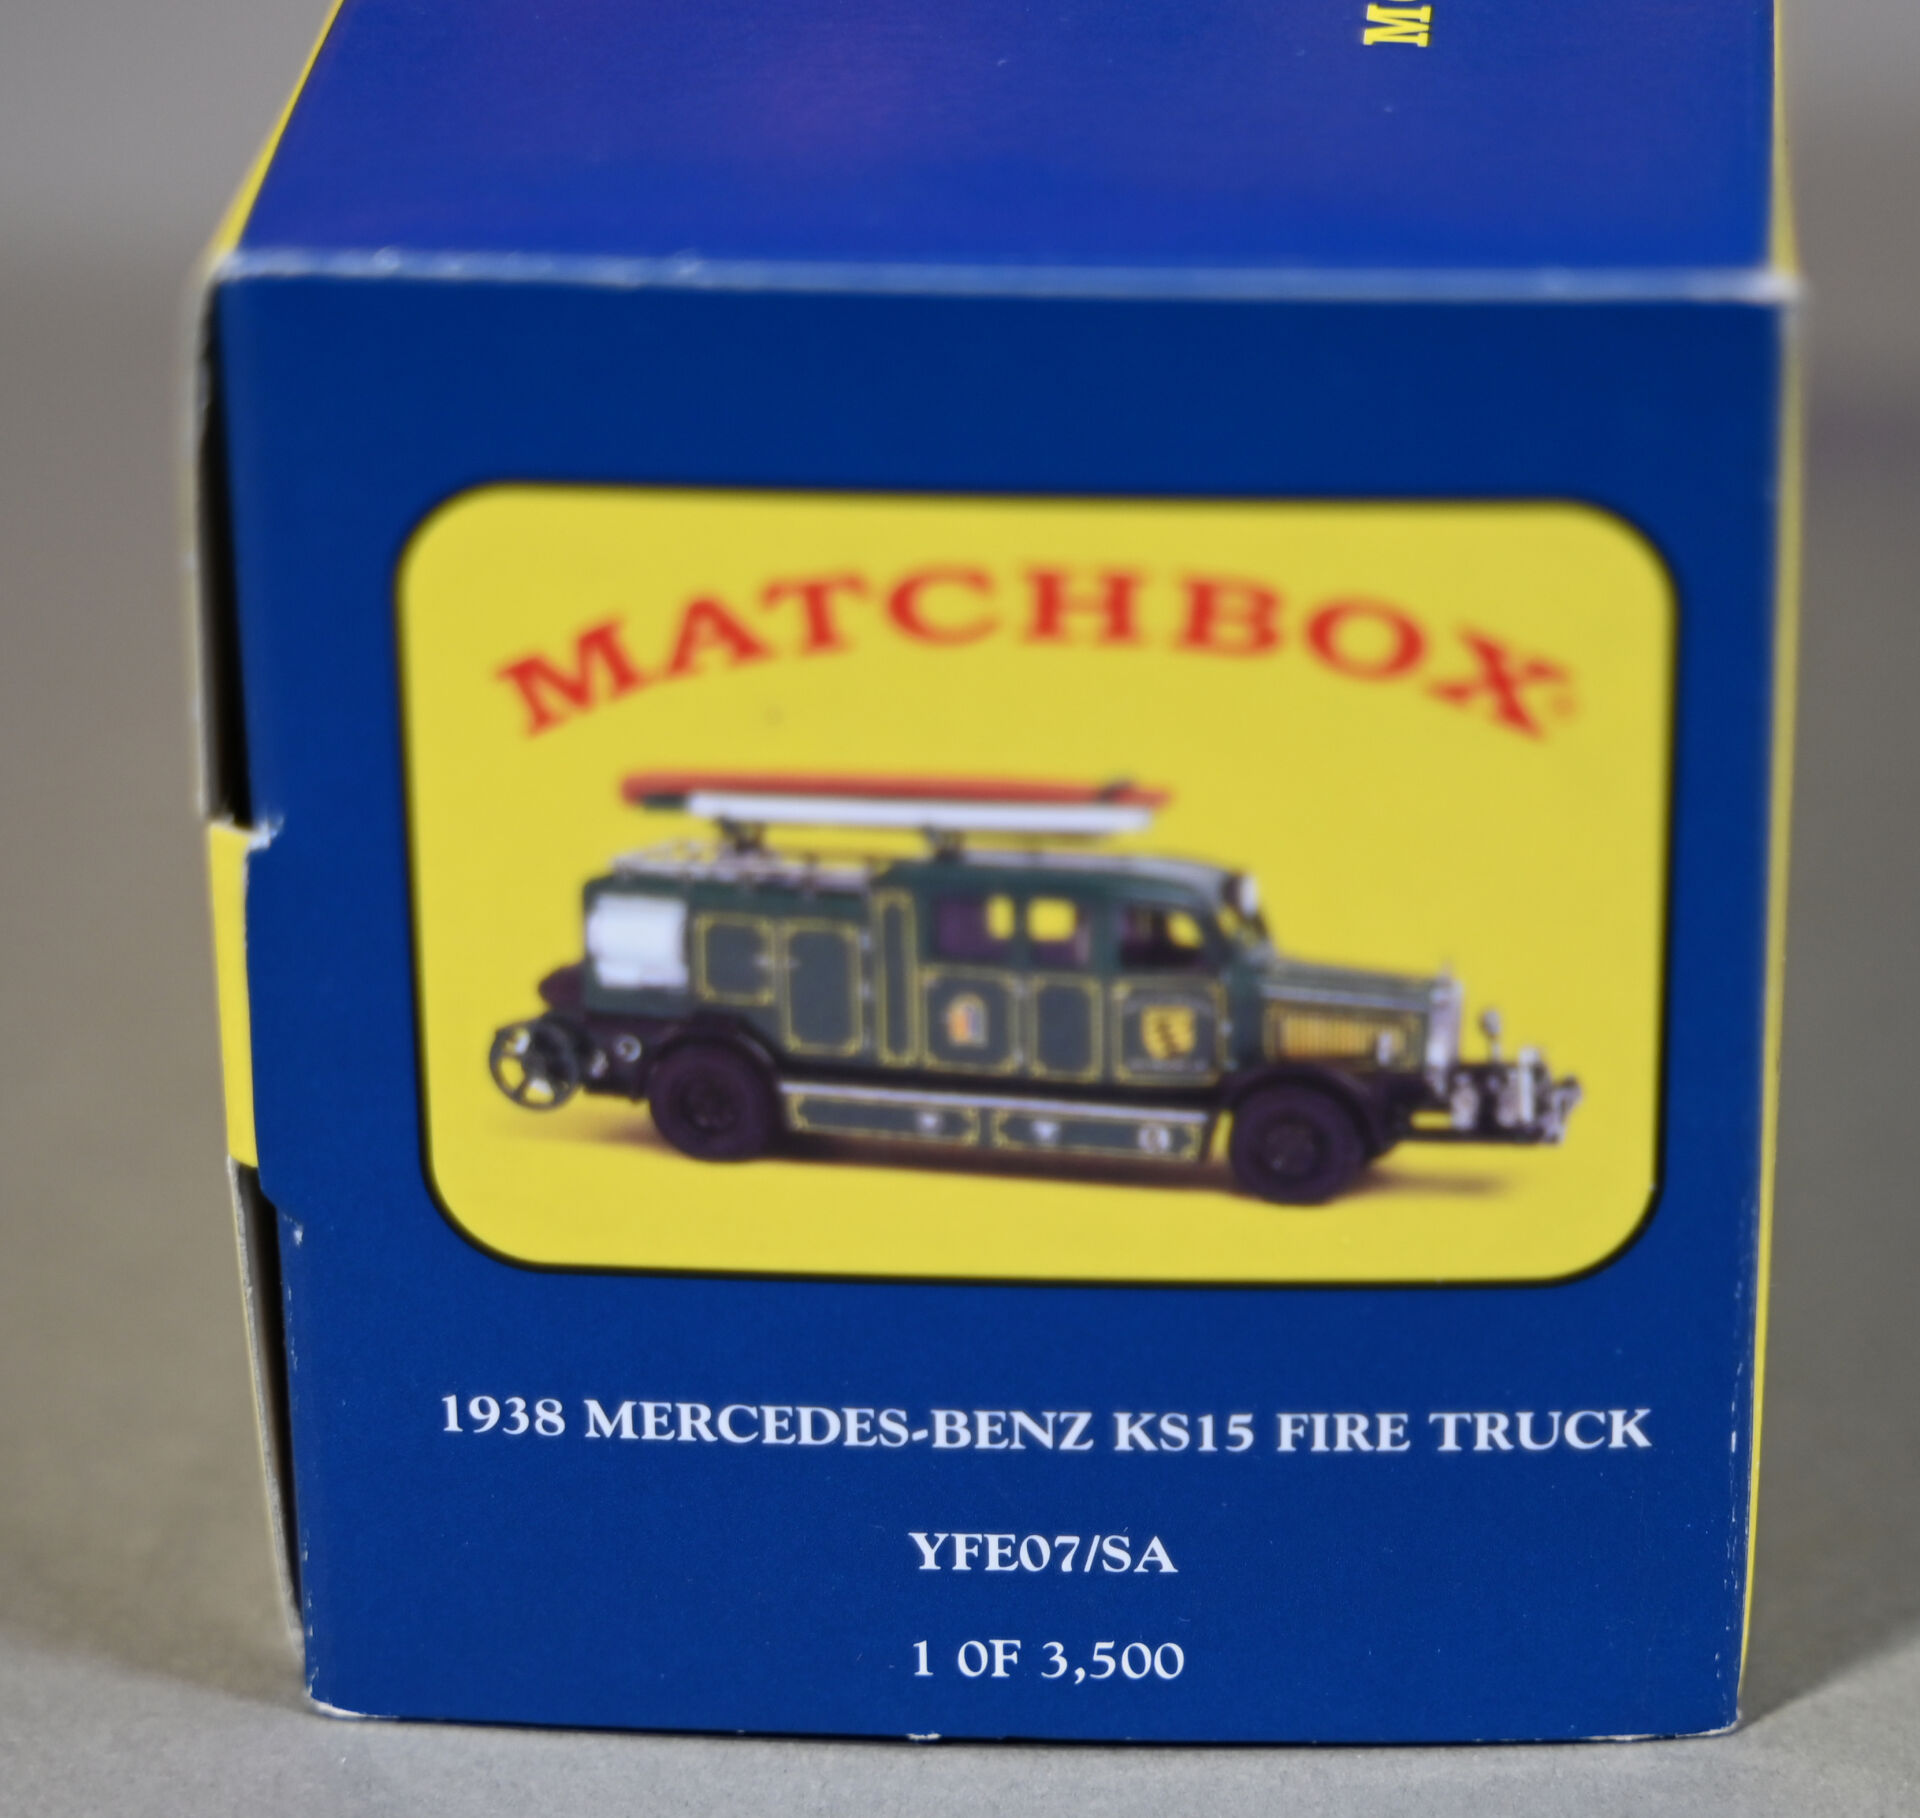 MATCHBOX
1938 MERCEDES-BENZ KS15 FIRE TRUCK
YFE07/SA
1 OF 3,500